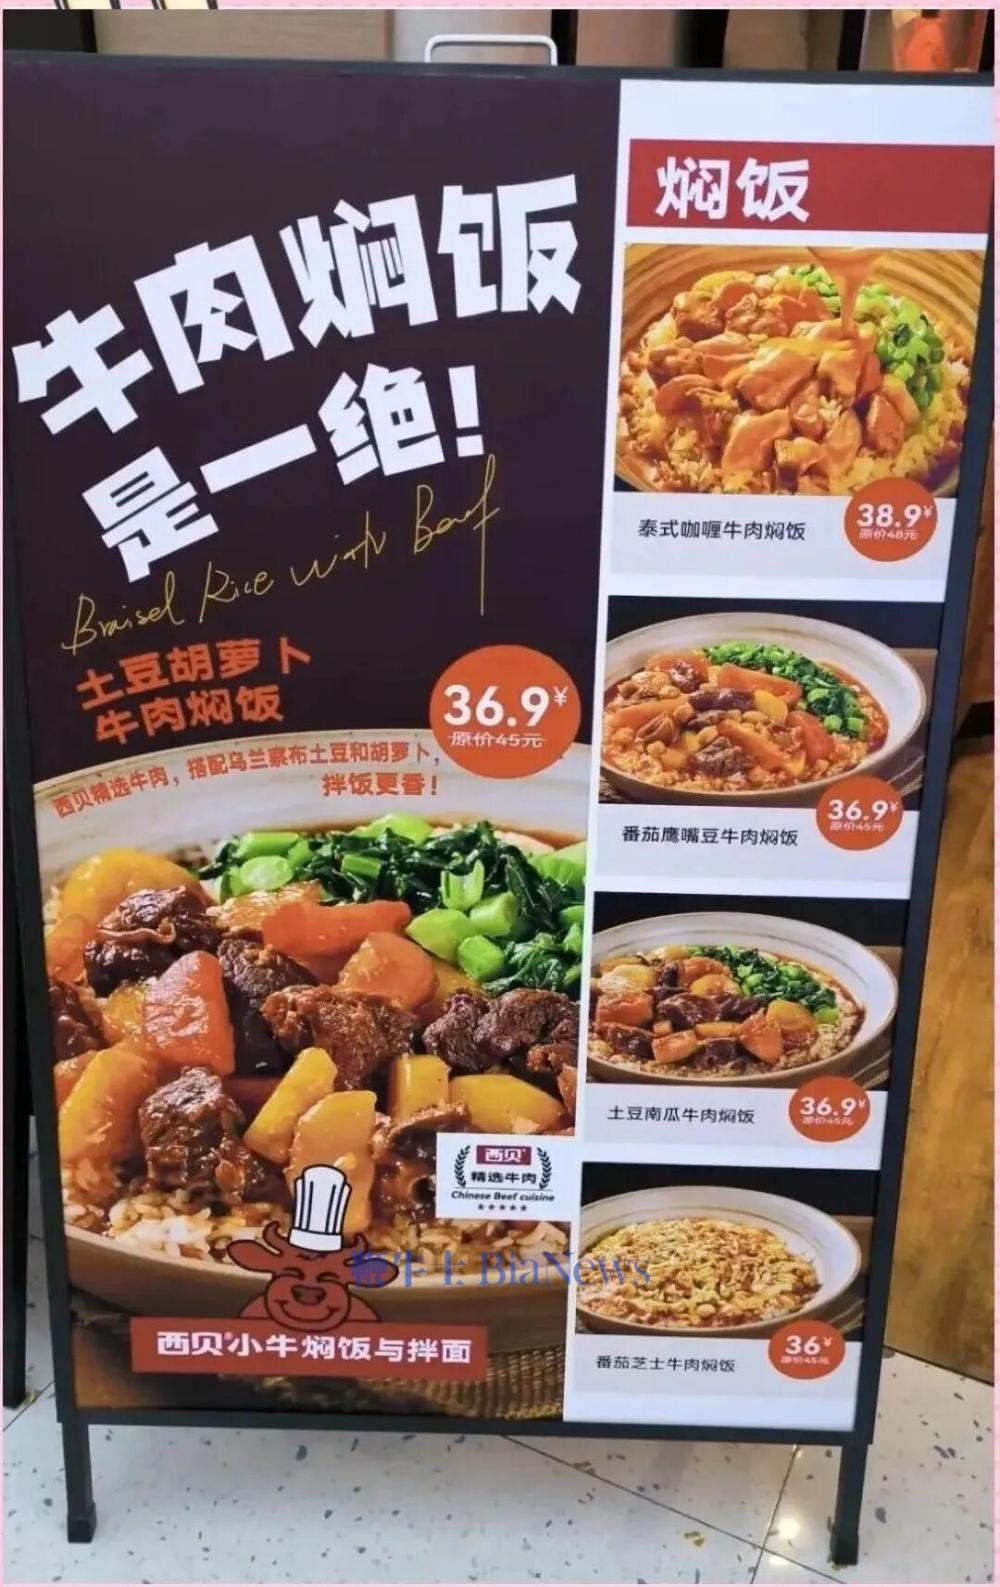 牛肉焖饭
是一绝！
Braisel Rice with Beef
土豆胡萝卜
牛肉焖饭
36.9¥
原价45元
西贝精选牛肉，搭配乌兰察布土豆和胡萝卜，
拌饭更香！
西贝
精选牛肉
Chinese Beef cuisine
★★★★★
西贝®小牛焖饭与拌面
焖饭
38.9¥
原价48元
泰式咖喱牛肉焖饭
36.9¥
原价45元
番茄鹰嘴豆牛肉焖饭
36.9¥
原价45元
土豆南瓜牛肉焖饭
36¥
原价45元
番茄芝士牛肉焖饭
鞭牛士 BiaNews